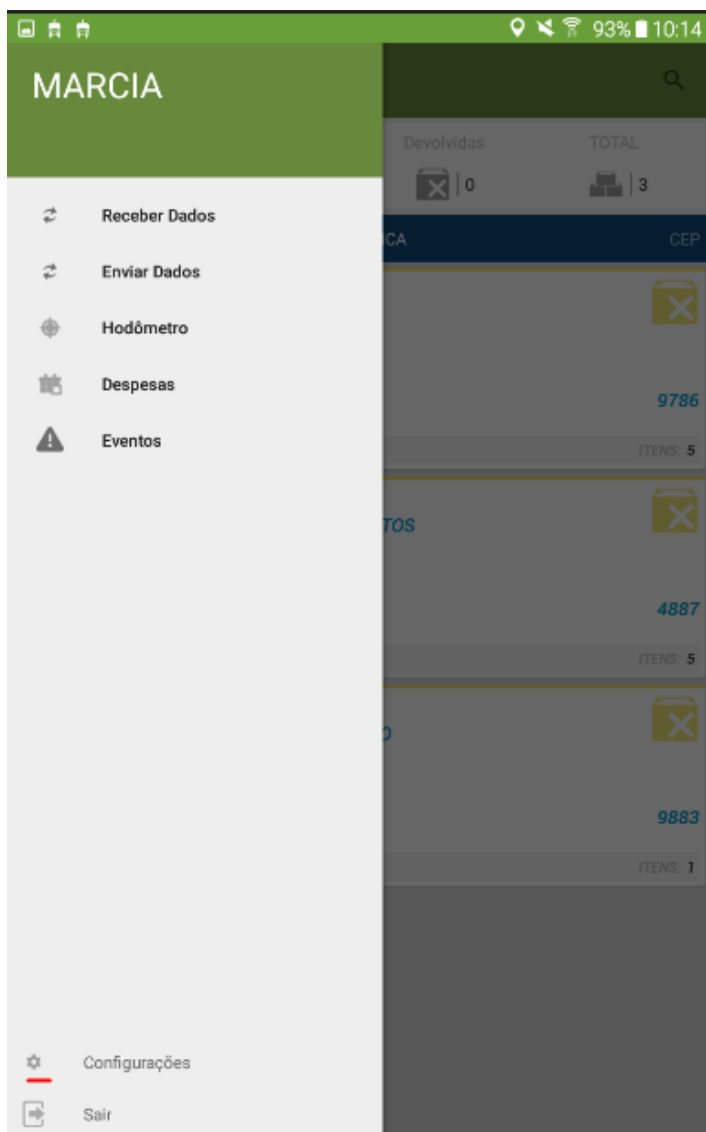 93% 10:14
MARCIA
Devolvidas TOTAL
0 3
Receber Dados
ICA CEP
Enviar Dados
Hodômetro
Despesas
9786
Eventos
ITENS: 5
TOS
4887
ITENS: 5
O
9883
ITENS: 1
Configurações
Sair